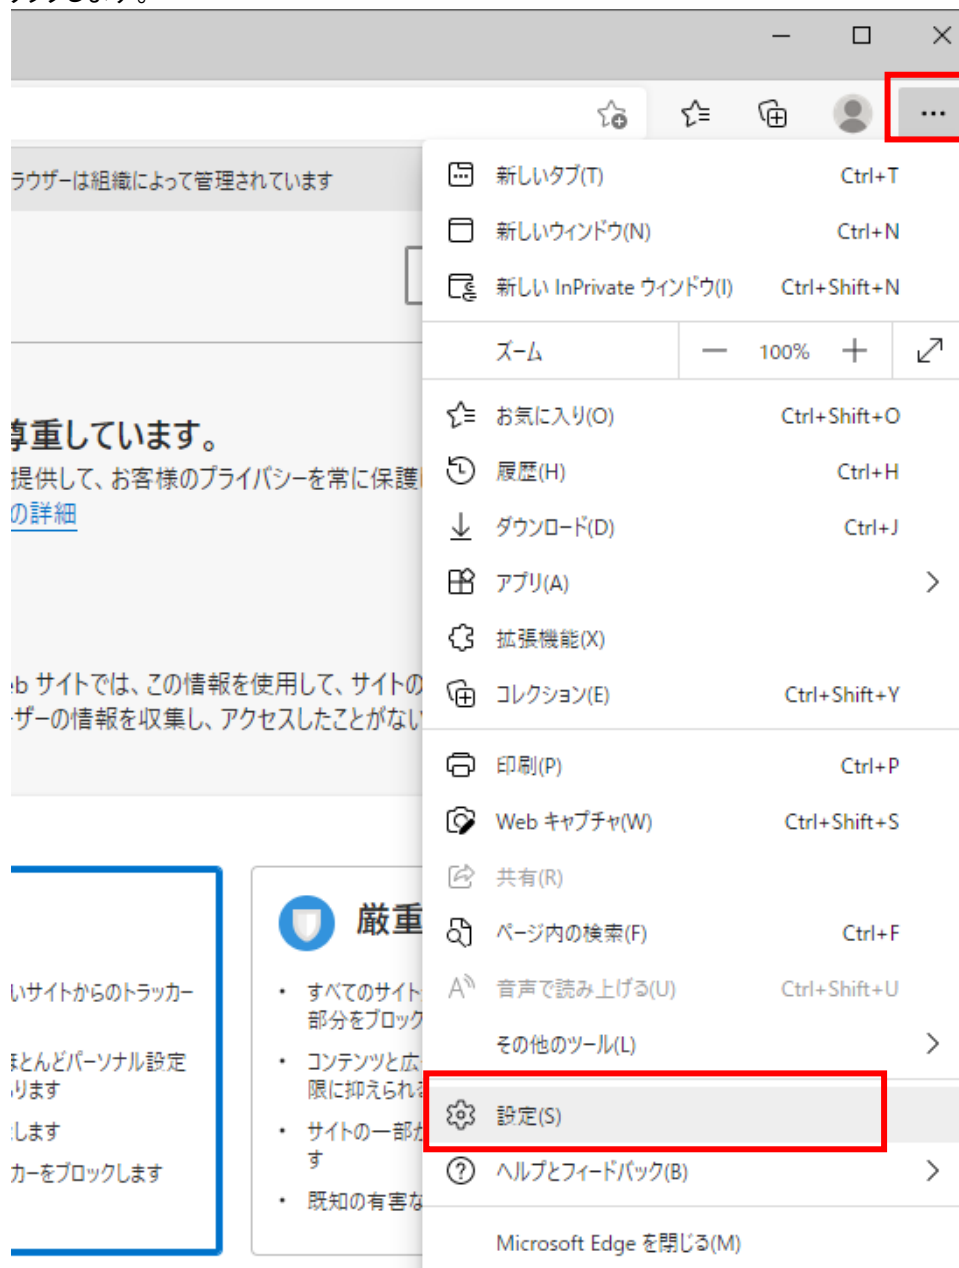 ックします。
ラウザーは組織によって管理されています
尊重しています。
提供して、お客様のプライバシーを常に保護
の詳細
b サイトでは、この情報を使用して、サイトの
ザーの情報を収集し、アクセスしたことがない
いサイトからのトラッカー
ほとんどパーソナル設定
ります
します
カーをブロックします
厳重
• すべてのサイト
部分をブロック
• コンテンツと広
限に抑えられ
• サイトの一部が
す
• 既知の有害な
新しいタブ(T) Ctrl+T
新しいウィンドウ(N) Ctrl+N
新しい InPrivate ウィンドウ(I) Ctrl+Shift+N
ズーム — 100% +
お気に入り(O) Ctrl+Shift+O
履歴(H) Ctrl+H
ダウンロード(D) Ctrl+J
アプリ(A)
拡張機能(X)
コレクション(E) Ctrl+Shift+Y
印刷(P) Ctrl+P
Web キャプチャ(W) Ctrl+Shift+S
共有(R)
ページ内の検索(F) Ctrl+F
音声で読み上げる(U) Ctrl+Shift+U
その他のツール(L)
設定(S)
ヘルプとフィードバック(B)
Microsoft Edge を閉じる(M)